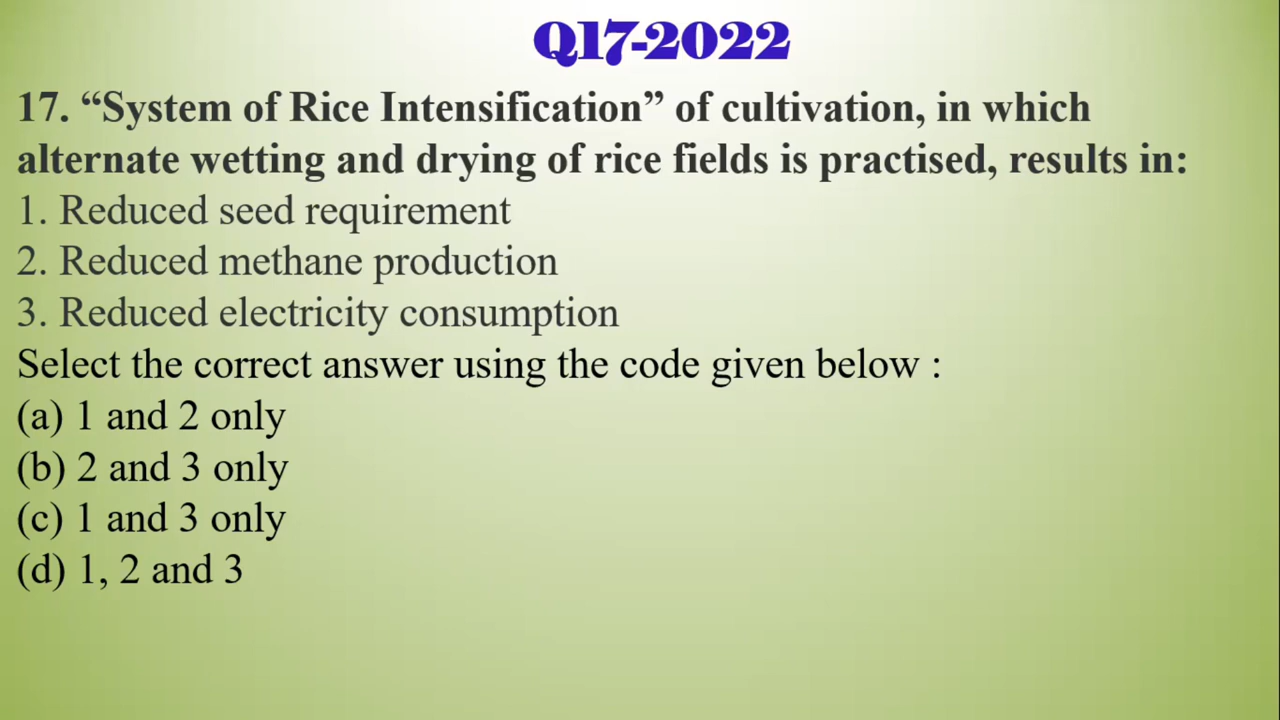 Q17-2022
17. “System of Rice Intensification” of cultivation, in which
alternate wetting and drying of rice fields is practised, results in:
1. Reduced seed requirement
2. Reduced methane production
3. Reduced electricity consumption
Select the correct answer using the code given below :
(a) 1 and 2 only
(b) 2 and 3 only
(c) 1 and 3 only
(d) 1, 2 and 3